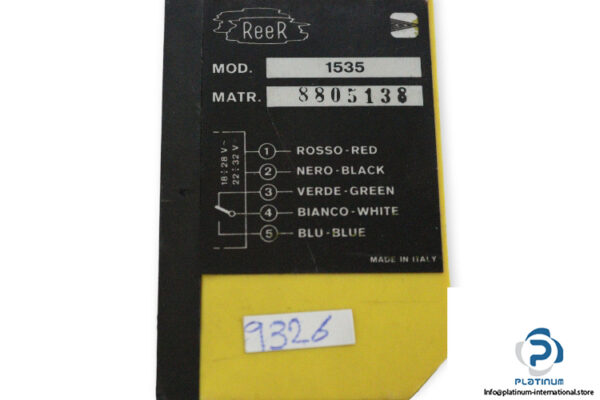 ReeR
MOD. 1535
MATR. 8805138
18÷28 V~
22÷32 V⎓
1 ROSSO-RED
2 NERO-BLACK
3 VERDE-GREEN
4 BIANCO-WHITE
5 BLU-BLUE
MADE IN ITALY
9326
PLATINUM
Info@platinum-international.store